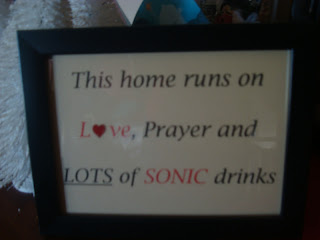 This home runs on
L♥ve, Prayer and
LOTS of SONIC drinks